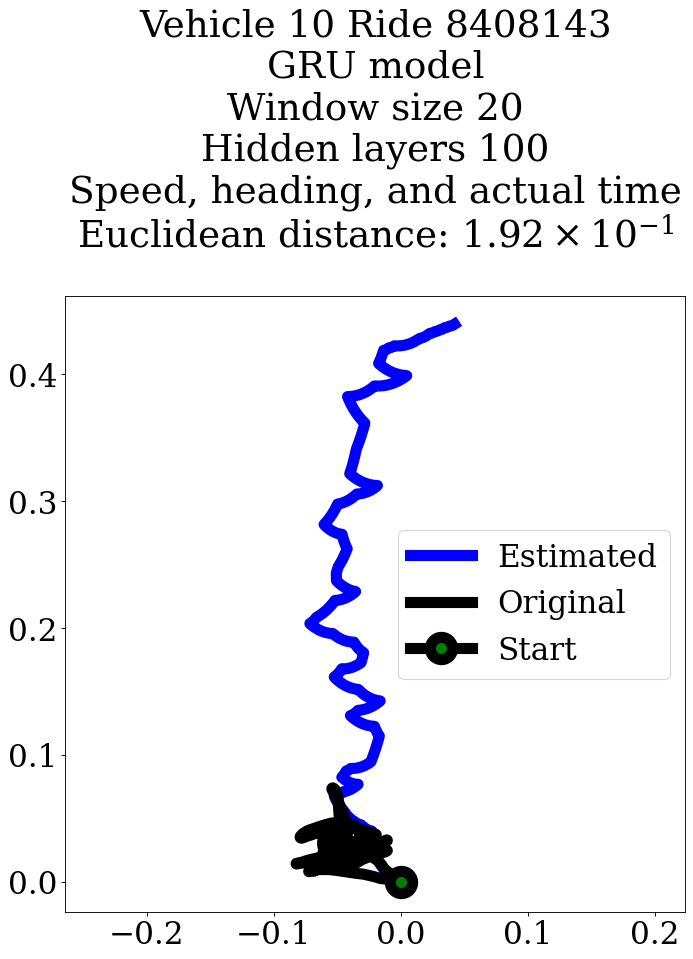 Vehicle 10 Ride 8408143
GRU model
Window size 20
Hidden layers 100
Speed, heading, and actual time
Euclidean distance: 1.92 × 10⁻¹
0.4
0.3
0.2
0.1
0.0
Estimated
Original
Start
−0.2
−0.1
0.0
0.1
0.2